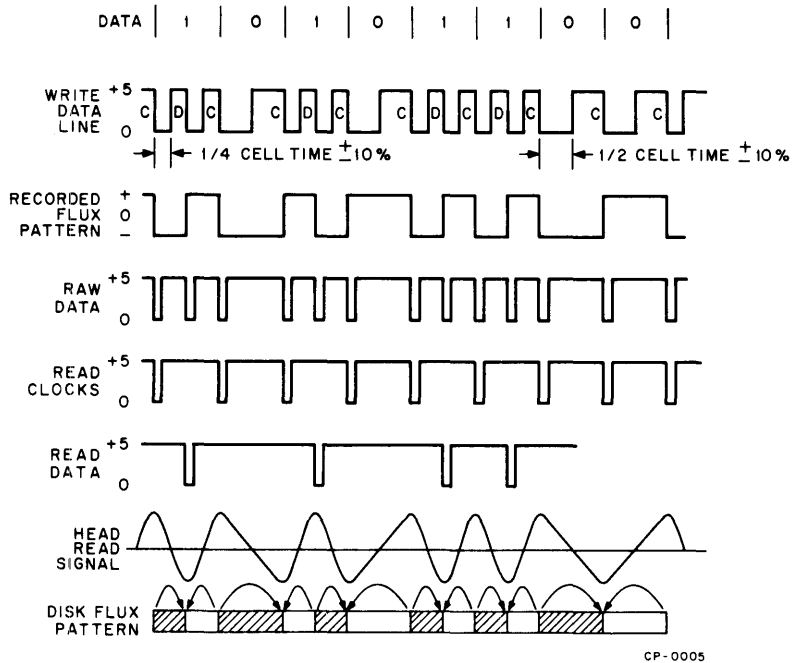 DATA | 1 | 0 | 1 | 0 | 1 | 1 | 0 | 0 |
WRITE DATA LINE
+5
0
C D C C D C C D C D C C C
1/4 CELL TIME ± 10%
1/2 CELL TIME ± 10%
RECORDED FLUX PATTERN
+
0
−
RAW DATA
+5
0
READ CLOCKS
+5
0
READ DATA
+5
0
HEAD READ SIGNAL
DISK FLUX PATTERN
CP-0005